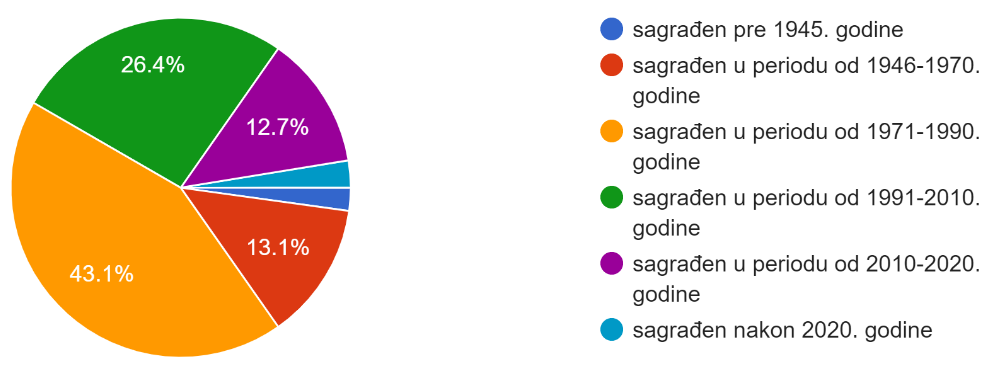 26.4%
12.7%
13.1%
43.1%
sagrađen pre 1945. godine
sagrađen u periodu od 1946-1970.
godine
sagrađen u periodu od 1971-1990.
godine
sagrađen u periodu od 1991-2010.
godine
sagrađen u periodu od 2010-2020.
godine
sagrađen nakon 2020. godine